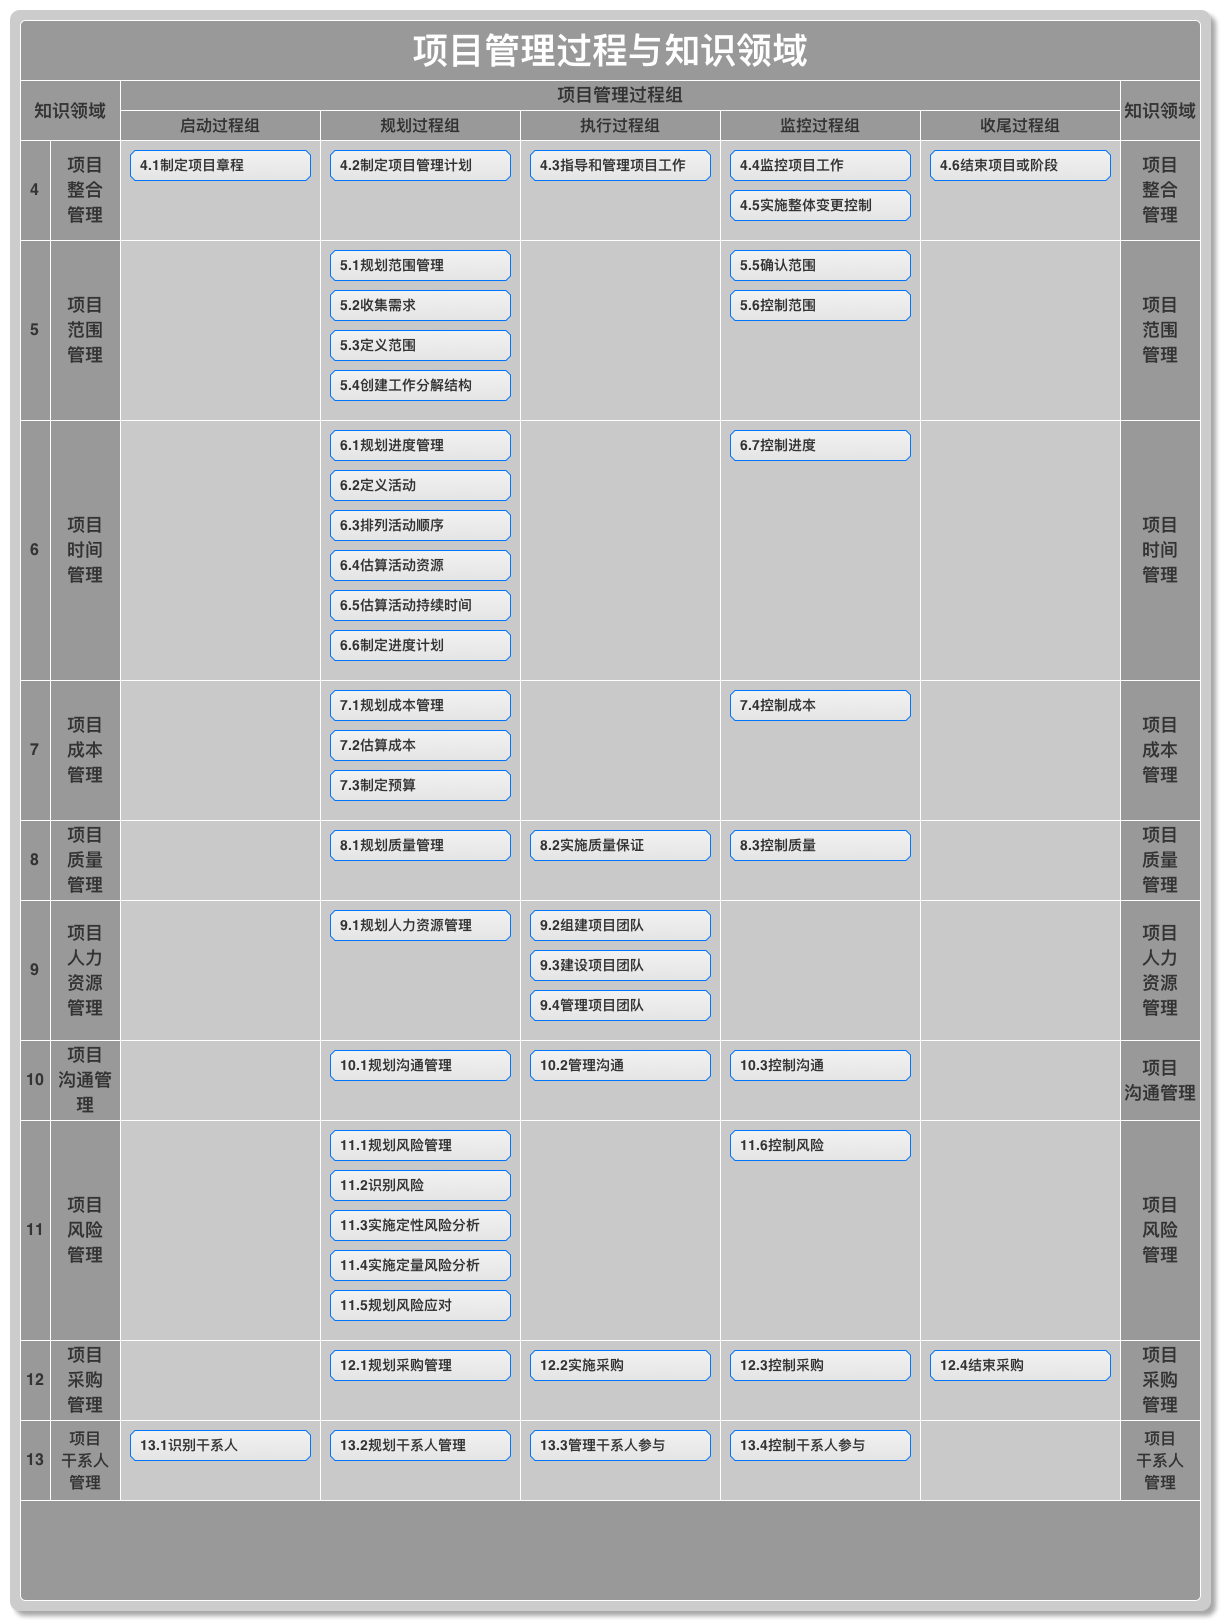 项目管理过程与知识领域
知识领域
项目管理过程组
知识领域
启动过程组
规划过程组
执行过程组
监控过程组
收尾过程组
4
项目
整合
管理
4.1制定项目章程
4.2制定项目管理计划
4.3指导和管理项目工作
4.4监控项目工作
4.5实施整体变更控制
4.6结束项目或阶段
项目
整合
管理
5
项目
范围
管理
5.1规划范围管理
5.2收集需求
5.3定义范围
5.4创建工作分解结构
5.5确认范围
5.6控制范围
项目
范围
管理
6
项目
时间
管理
6.1规划进度管理
6.2定义活动
6.3排列活动顺序
6.4估算活动资源
6.5估算活动持续时间
6.6制定进度计划
6.7控制进度
项目
时间
管理
7
项目
成本
管理
7.1规划成本管理
7.2估算成本
7.3制定预算
7.4控制成本
项目
成本
管理
8
项目
质量
管理
8.1规划质量管理
8.2实施质量保证
8.3控制质量
项目
质量
管理
9
项目
人力
资源
管理
9.1规划人力资源管理
9.2组建项目团队
9.3建设项目团队
9.4管理项目团队
项目
人力
资源
管理
10
项目
沟通管
理
10.1规划沟通管理
10.2管理沟通
10.3控制沟通
项目
沟通管理
11
项目
风险
管理
11.1规划风险管理
11.2识别风险
11.3实施定性风险分析
11.4实施定量风险分析
11.5规划风险应对
11.6控制风险
项目
风险
管理
12
项目
采购
管理
12.1规划采购管理
12.2实施采购
12.3控制采购
12.4结束采购
项目
采购
管理
13
项目
干系人
管理
13.1识别干系人
13.2规划干系人管理
13.3管理干系人参与
13.4控制干系人参与
项目
干系人
管理